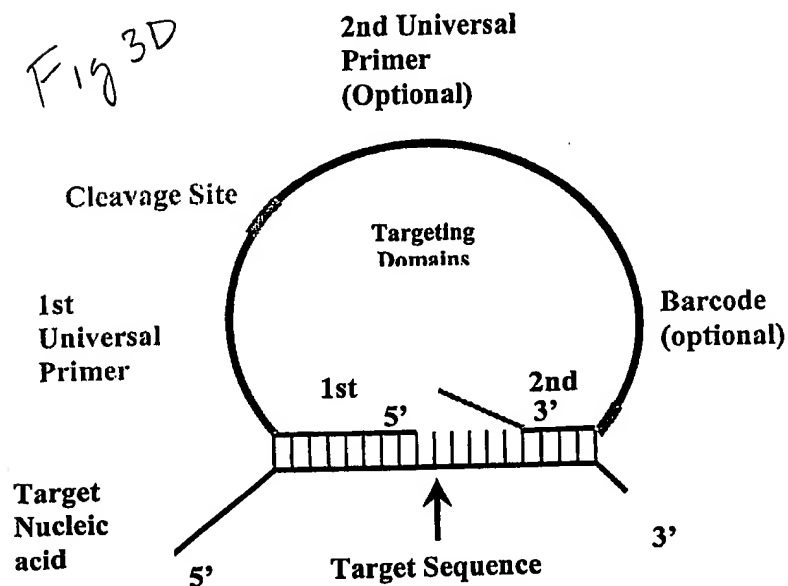 Fig 3D
2nd Universal
Primer
(Optional)
Cleavage Site
Targeting
Domains
1st
Universal
Primer
Barcode
(optional)
1st
2nd
5'
3'
Target
Nucleic
acid
5'
Target Sequence
3'